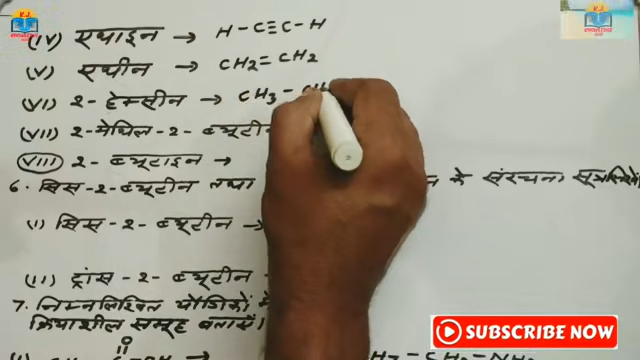 (IV) एथाइन → H - C ≡ C - H
(V) एथीन → CH2 = CH2
(VI) 2 - हेक्सीन → CH3 -
(VII) 2-मेथिल-2-ब्यूटीन
(VIII) 2 - ब्यूटाइन →
6. सिस-2-ब्यूटीन तथा के संरचना सूत्र
(I) सिस - 2 - ब्यूटीन →
(II) ट्रांस - 2 - ब्यूटीन
7. निम्नलिखित यौगिकों में
क्रियाशील समूह बतायें।
O
SUBSCRIBE NOW